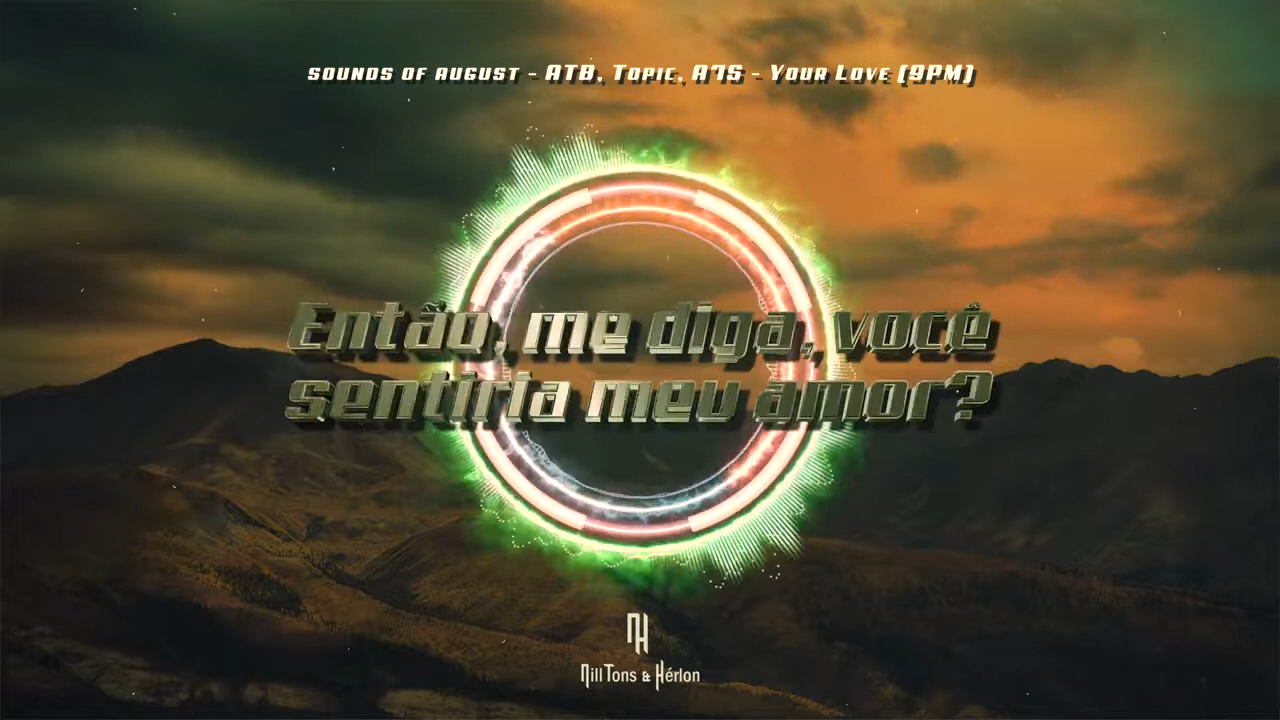 sounds of august - ATB, Topic, A7S - Your Love (9PM)
Então, me diga, você
sentiria meu amor?
NH
Nill Tons & Hérlon